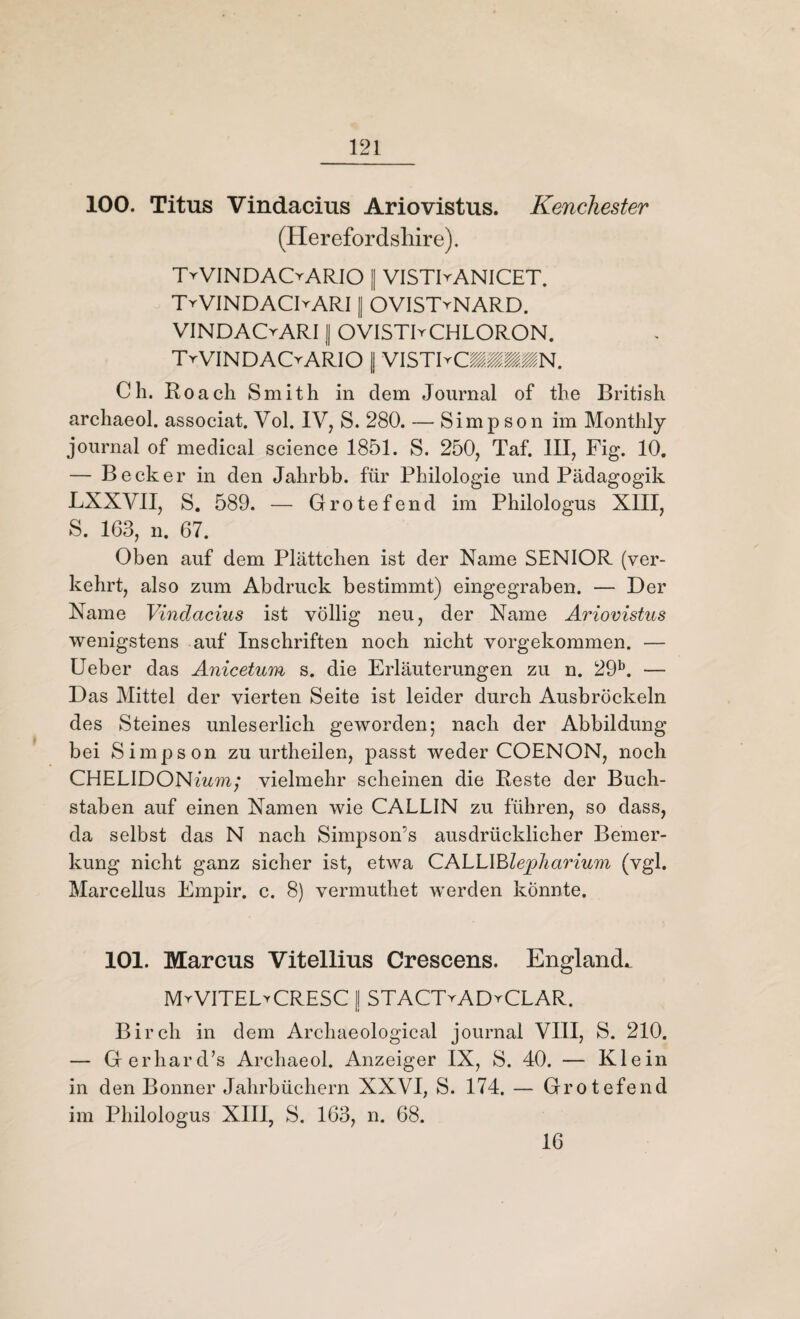 121
100. Titus Vindacius Ariovistus. Kenchester
(Herefordshire).
TᵞVINDACᵞARIO || VISTIᵞANICET.
TᵞVINDACIᵞARI || OVISTᵞNARD.
VINDACᵞARI || OVISTIᵞCHLORON.
TᵞVINDACᵞARIO || VISTIᵞC▨▨▨▨N.
Ch. Roach Smith in dem Journal of the British
archaeol. associat. Vol. IV, S. 280. — Simpson im Monthly
journal of medical science 1851. S. 250, Taf. III, Fig. 10.
— Becker in den Jahrbb. für Philologie und Pädagogik
LXXVII, S. 589. — Grotefend im Philologus XIII,
S. 163, n. 67.
Oben auf dem Plättchen ist der Name SENIOR (ver-
kehrt, also zum Abdruck bestimmt) eingegraben. — Der
Name Vindacius ist völlig neu, der Name Ariovistus
wenigstens auf Inschriften noch nicht vorgekommen. —
Ueber das Anicetum s. die Erläuterungen zu n. 29ᵇ. —
Das Mittel der vierten Seite ist leider durch Ausbröckeln
des Steines unleserlich geworden; nach der Abbildung
bei Simpson zu urtheilen, passt weder COENON, noch
CHELIDONium; vielmehr scheinen die Reste der Buch-
staben auf einen Namen wie CALLIN zu führen, so dass,
da selbst das N nach Simpson's ausdrücklicher Bemer-
kung nicht ganz sicher ist, etwa CALLIBlepharium (vgl.
Marcellus Empir. c. 8) vermuthet werden könnte.
101. Marcus Vitellius Crescens. England.
MᵞVITELᵞCRESC || STACTᵞADᵞCLAR.
Birch in dem Archaeological journal VIII, S. 210.
— Gerhard's Archaeol. Anzeiger IX, S. 40. — Klein
in den Bonner Jahrbüchern XXVI, S. 174. — Grotefend
im Philologus XIII, S. 163, n. 68.
16